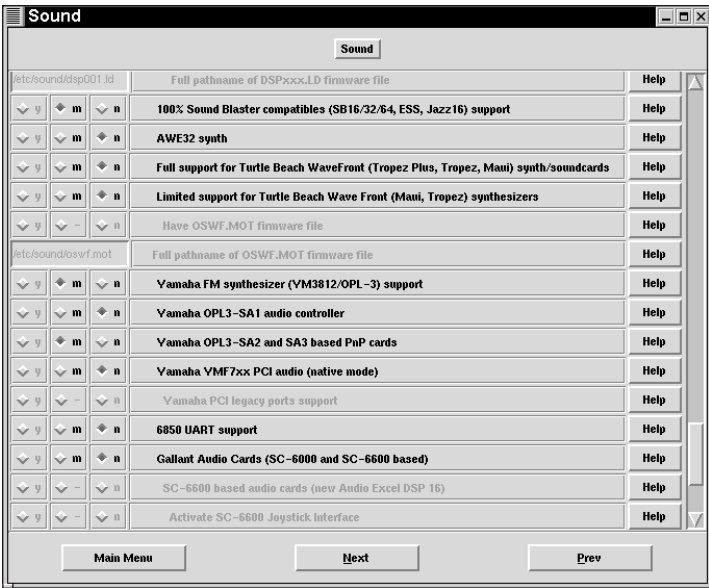 Sound
Sound
/etc/sound/dsp001.ld Full pathname of DSPxxx.LD firmware file Help
y m n 100% Sound Blaster compatibles (SB16/32/64, ESS, Jazz16) support Help
y m n AWE32 synth Help
y m n Full support for Turtle Beach WaveFront (Tropez Plus, Tropez, Maui) synth/soundcards Help
y m n Limited support for Turtle Beach Wave Front (Maui, Tropez) synthesizers Help
y - n Have OSWF.MOT firmware file Help
/etc/sound/oswf.mot Full pathname of OSWF.MOT firmware file Help
y m n Yamaha FM synthesizer (YM3812/OPL-3) support Help
y m n Yamaha OPL3-SA1 audio controller Help
y m n Yamaha OPL3-SA2 and SA3 based PnP cards Help
y m n Yamaha YMF7xx PCI audio (native mode) Help
y - n Yamaha PCI legacy ports support Help
y m n 6850 UART support Help
y m n Gallant Audio Cards (SC-6000 and SC-6600 based) Help
y - n SC-6600 based audio cards (new Audio Excel DSP 16) Help
y - n Activate SC-6600 Joystick Interface Help
Main Menu Next Prev